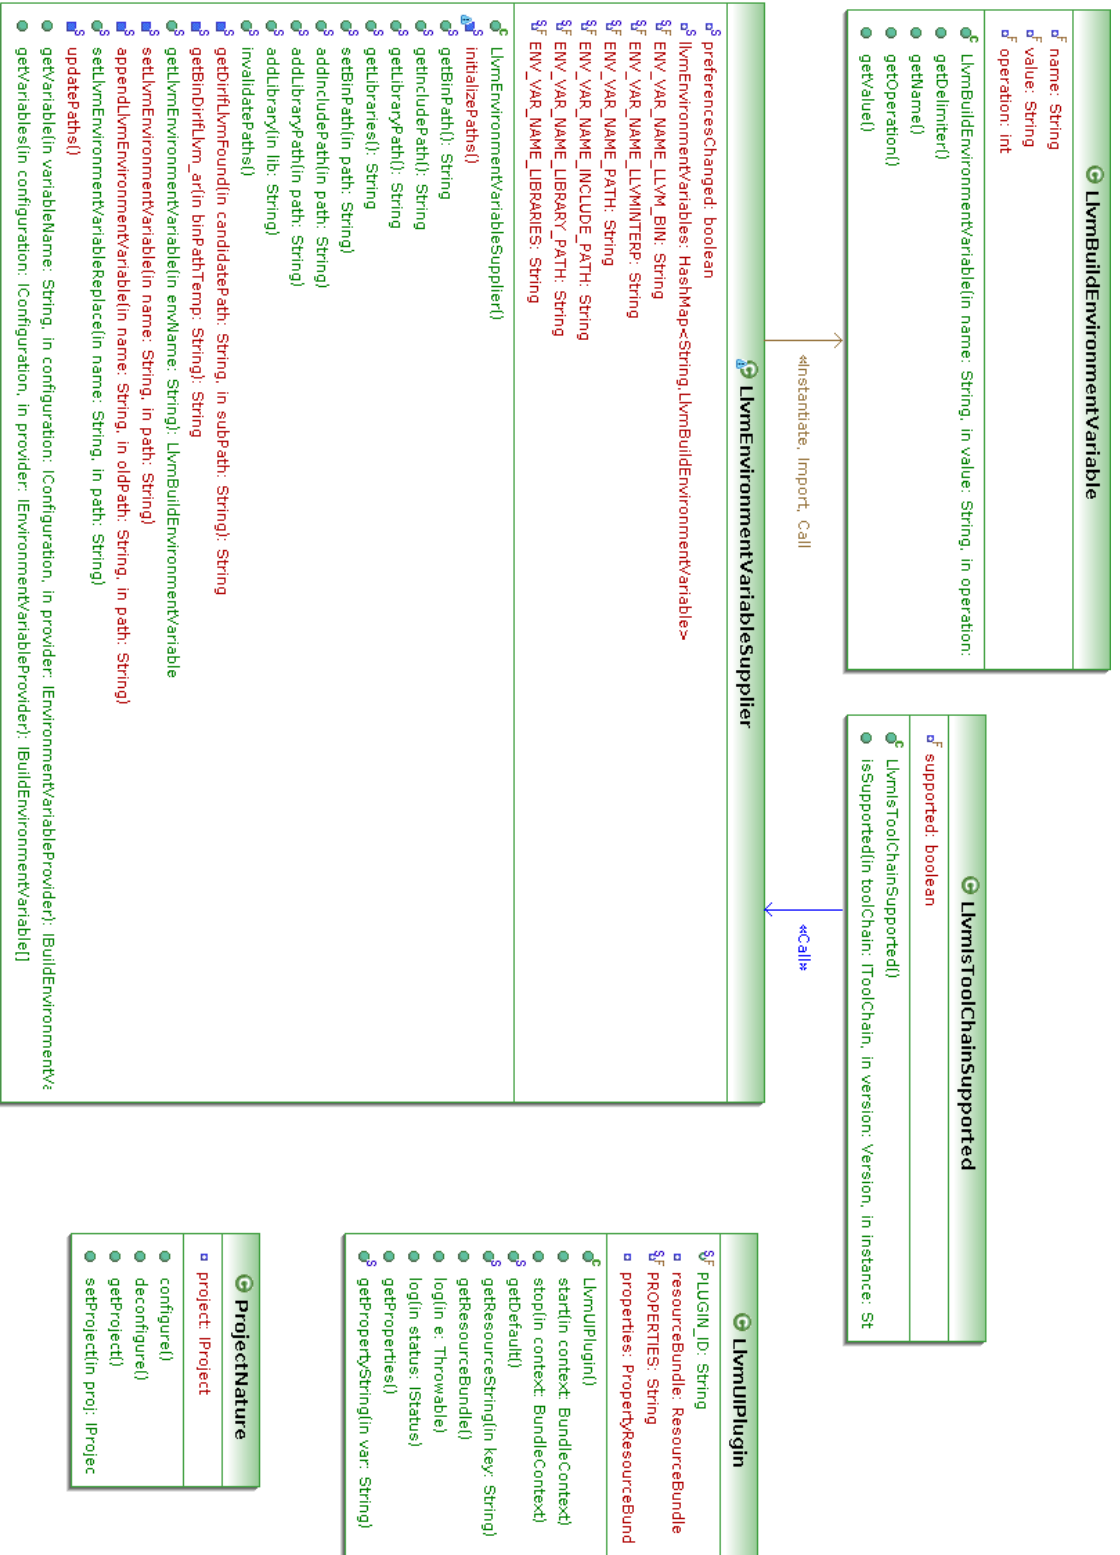 LlvmBuildEnvironmentVariable
name: String
value: String
operation: int
LlvmBuildEnvironmentVariable(in name: String, in value: String, in operation:
getDelimiter()
getName()
getOperation()
getValue()
«Instantiate, Import, Call
LlvmIsToolChainSupported
supported: boolean
LlvmIsToolChainSupported()
isSupported(in toolChain: IToolChain, in version: Version, in instance: St
«Call»
LlvmEnvironmentVariableSupplier
preferencesChanged: boolean
llvmEnvironmentVariables: HashMap<String,LlvmBuildEnvironmentVariable>
ENV_VAR_NAME_LLVM_BIN: String
ENV_VAR_NAME_LLVMINTERP: String
ENV_VAR_NAME_PATH: String
ENV_VAR_NAME_INCLUDE_PATH: String
ENV_VAR_NAME_LIBRARY_PATH: String
ENV_VAR_NAME_LIBRARIES: String
LlvmEnvironmentVariableSupplier()
initializePaths()
getBinPath(): String
getIncludePath(): String
getLibraryPath(): String
getLibraries(): String
setBinPath(in path: String)
addIncludePath(in path: String)
addLibraryPath(in path: String)
addLibrary(in lib: String)
invalidatePaths()
getDirIfLlvmFound(in candidatePath: String, in subPath: String): String
getBinDirIfLlvm_ar(in binPathTemp: String): String
getLlvmEnvironmentVariable(in envName: String): LlvmBuildEnvironmentVariable
setLlvmEnvironmentVariable(in name: String, in path: String)
appendLlvmEnvironmentVariable(in name: String, in oldPath: String, in path: String)
setLlvmEnvironmentVariableReplace(in name: String, in path: String)
updatePaths()
getVariable(in variableName: String, in configuration: IConfiguration, in provider: IEnvironmentVariableProvider): IBuildEnvironmentVa
getVariables(in configuration: IConfiguration, in provider: IEnvironmentVariableProvider): IBuildEnvironmentVariable[]
LlvmUIPlugin
PLUGIN_ID: String
resourceBundle: ResourceBundle
PROPERTIES: String
properties: PropertyResourceBund
LlvmUIPlugin()
start(in context: BundleContext)
stop(in context: BundleContext)
getDefault()
getResourceString(in key: String)
getResourceBundle()
log(in e: Throwable)
log(in status: IStatus)
getProperties()
getPropertyString(in var: String)
ProjectNature
project: IProject
configure()
deconfigure()
getProject()
setProject(in proj: IProjec